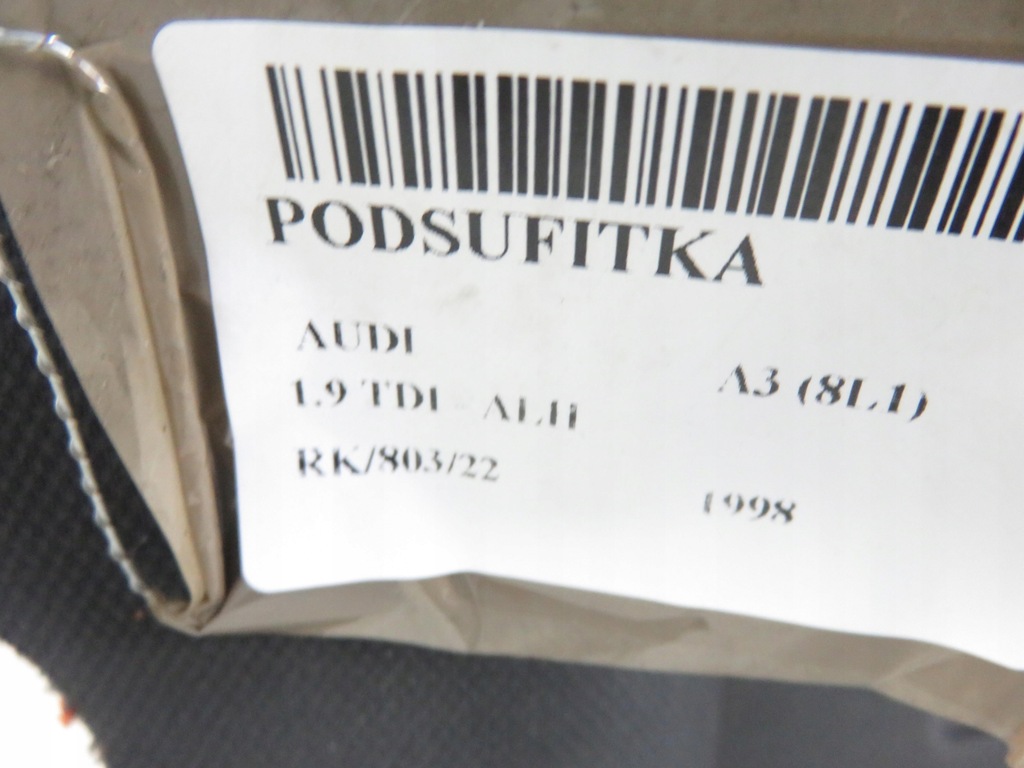 PODSUFITKA
AUDI
A3 (8L1)
1.9 TDI - ALH
RK/803/22
1998